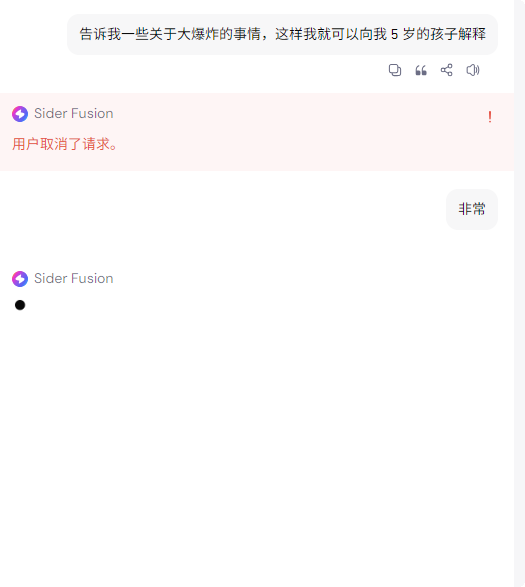 告诉我一些关于大爆炸的事情，这样我就可以向我 5 岁的孩子解释
Sider Fusion
!
用户取消了请求。
非常
Sider Fusion